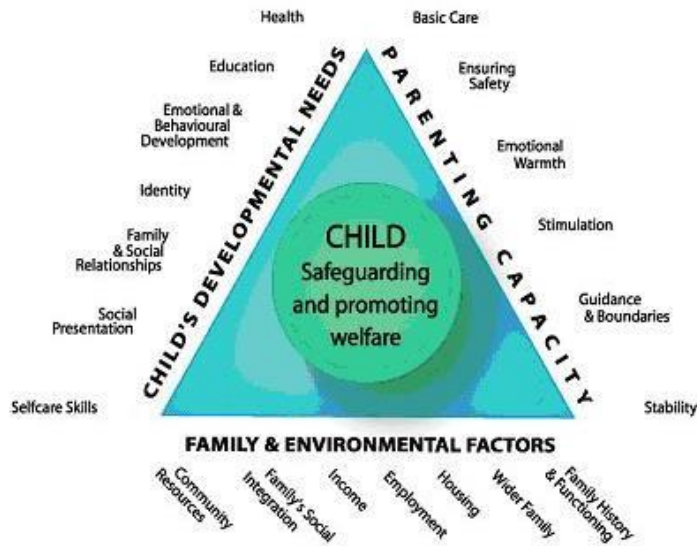 Health
Education
Emotional &
Behavioural
Development
Identity
Family
& Social
Relationships
Social
Presentation
Selfcare Skills
CHILD'S DEVELOPMENTAL NEEDS
Basic Care
Ensuring
Safety
Emotional
Warmth
Stimulation
Guidance
& Boundaries
Stability
PARENTING CAPACITY
CHILD
Safeguarding
and promoting
welfare
FAMILY & ENVIRONMENTAL FACTORS
Community
Resources
Family's Social
Integration
Income
Employment
Housing
Wider Family
Family History
& Functioning